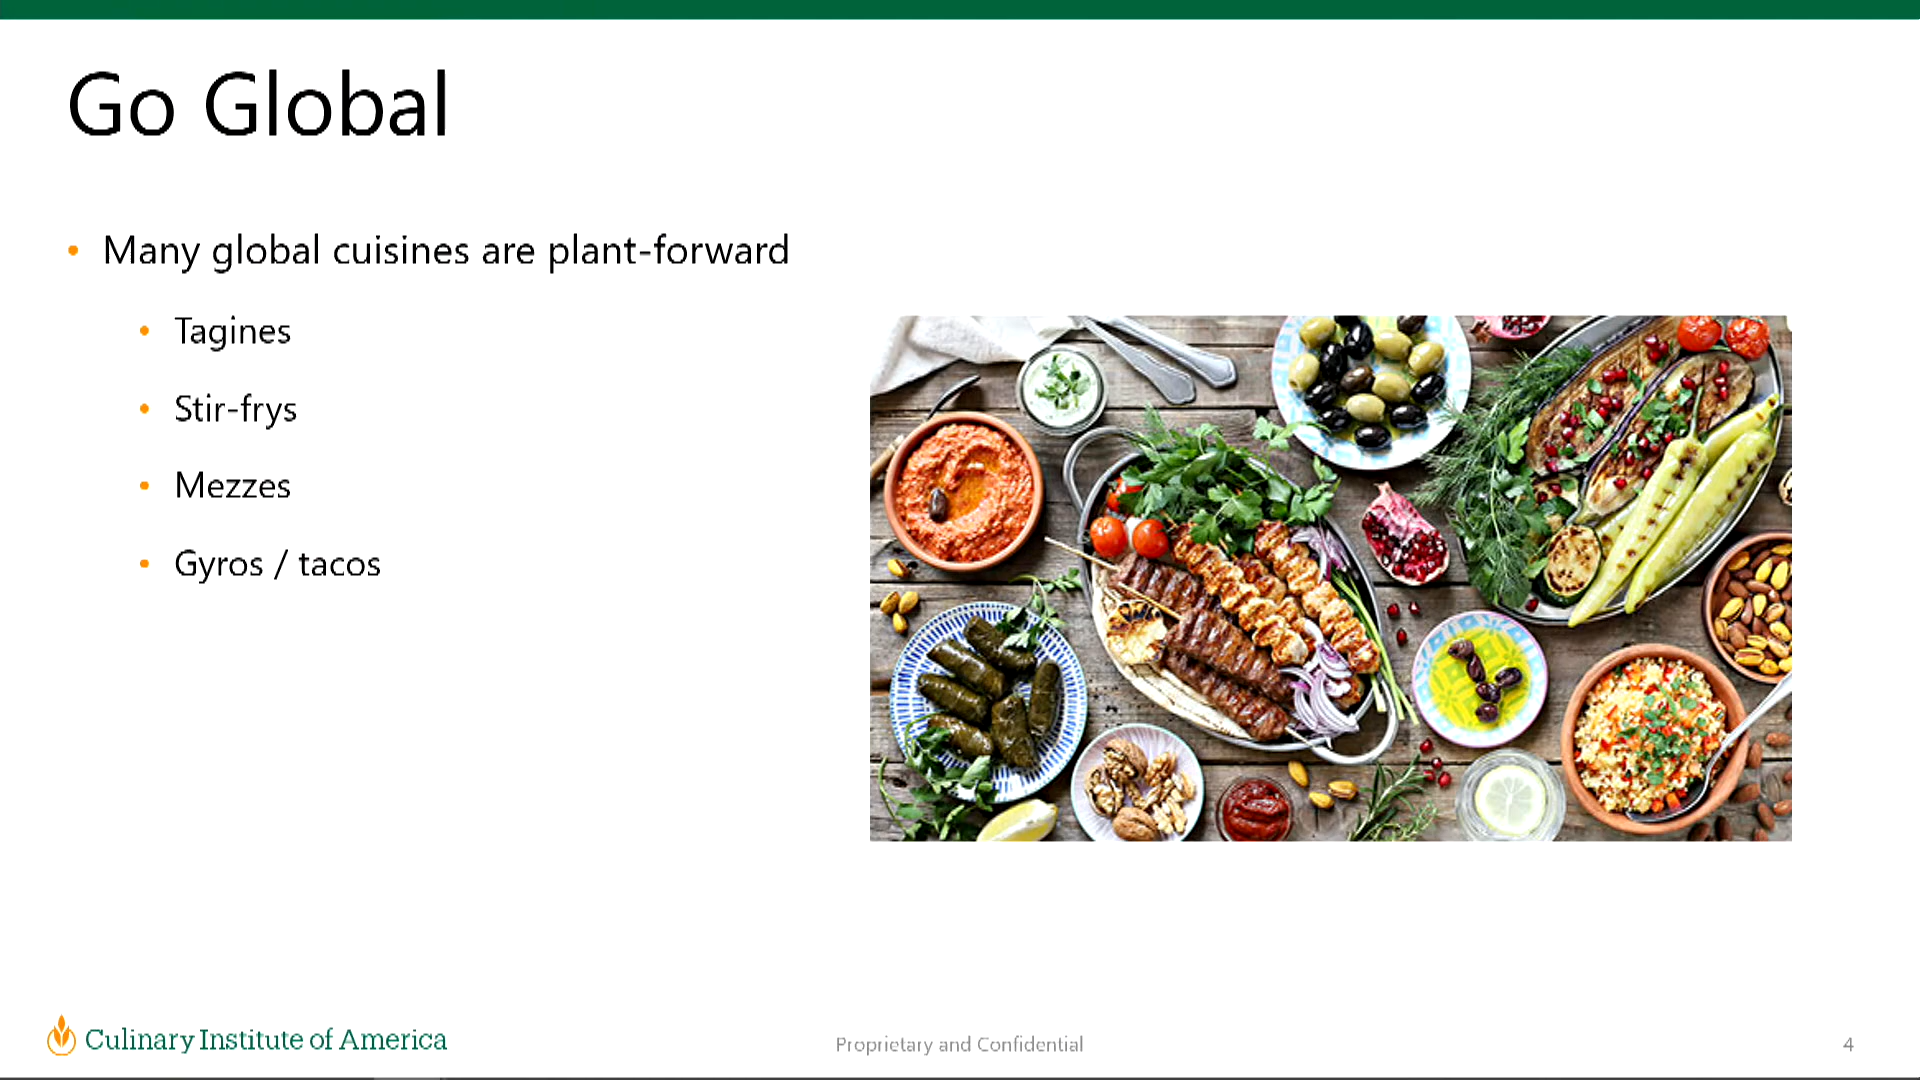 Go Global
• Many global cuisines are plant-forward
• Tagines
• Stir-frys
• Mezzes
• Gyros / tacos
Culinary Institute of America
Proprietary and Confidential
4